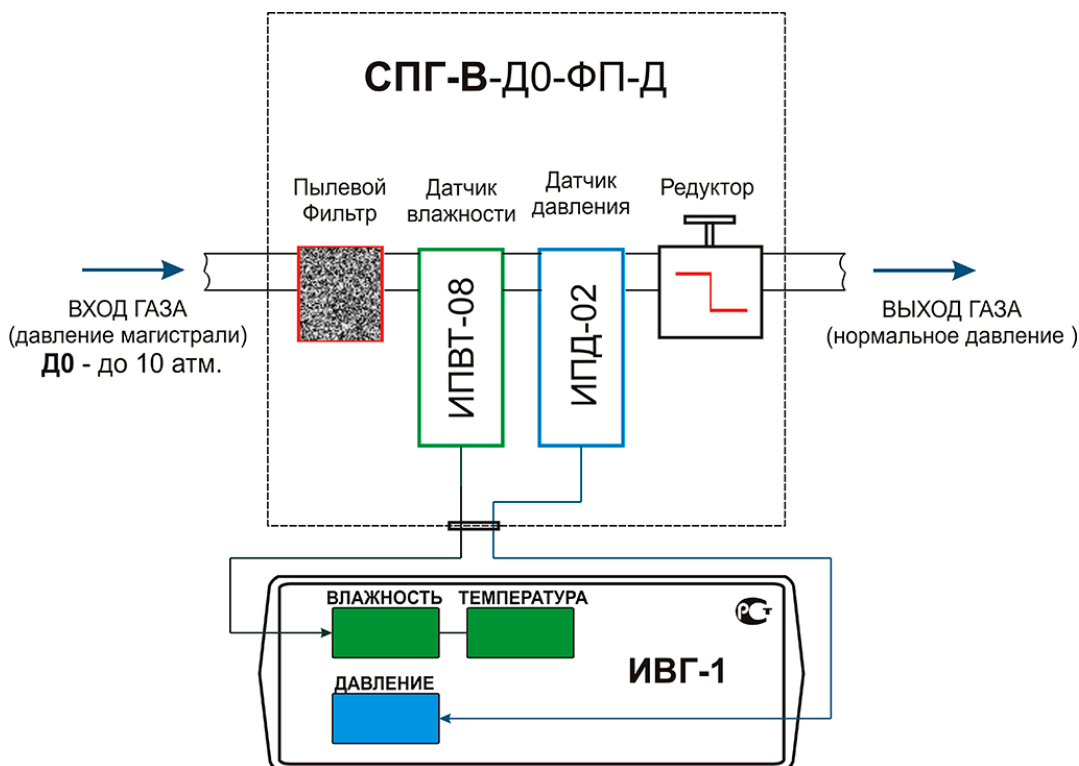 СПГ-В-Д0-ФП-Д
Пылевой
Фильтр
Датчик
влажности
Датчик
давления
Редуктор
ВХОД ГАЗА
(давление магистрали)
Д0 - до 10 атм.
ИПВТ-08
ИПД-02
ВЫХОД ГАЗА
(нормальное давление )
ВЛАЖНОСТЬ
ТЕМПЕРАТУРА
РСТ
ИВГ-1
ДАВЛЕНИЕ